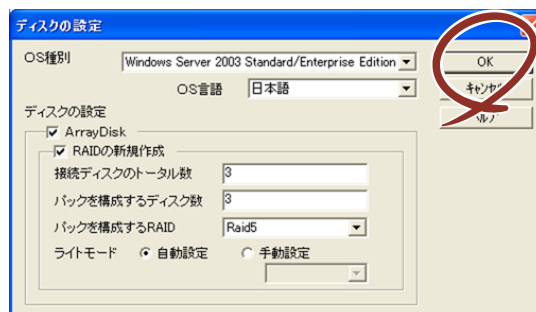 ディスクの設定
OS種別 Windows Server 2003 Standard/Enterprise Edition OK
OS言語 日本語 キャンセル
ディスクの設定
ArrayDisk
RAIDの新規作成
接続ディスクのトータル数 3
パックを構成するディスク数 3
パックを構成するRAID Raid5
ライトモード 自動設定 手動設定